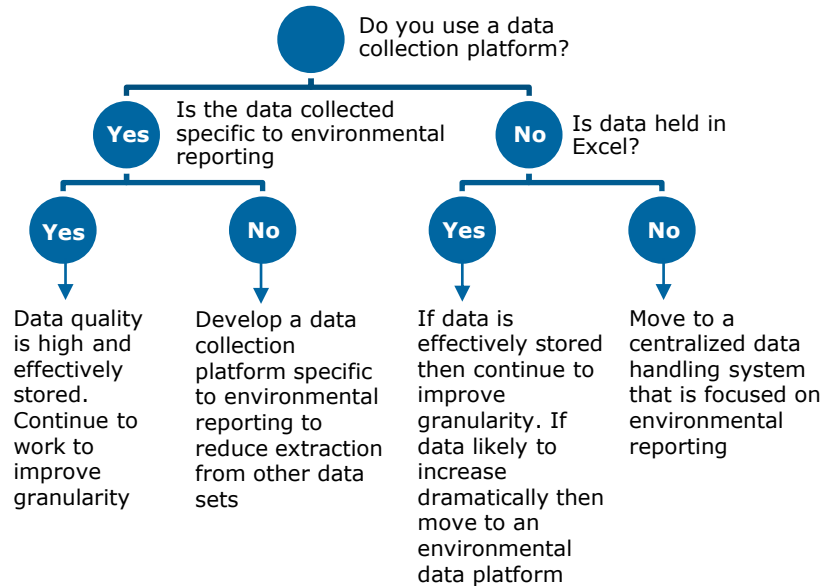 Do you use a data
collection platform?
Yes
Is the data collected
specific to environmental
reporting
No
Is data held in
Excel?
Yes
No
Yes
No
Data quality
is high and
effectively
stored.
Continue to
work to
improve
granularity
Develop a data
collection
platform specific
to environmental
reporting to
reduce extraction
from other data
sets
If data is
effectively stored
then continue to
improve
granularity. If
data likely to
increase
dramatically then
move to an
environmental
data platform
Move to a
centralized data
handling system
that is focused on
environmental
reporting